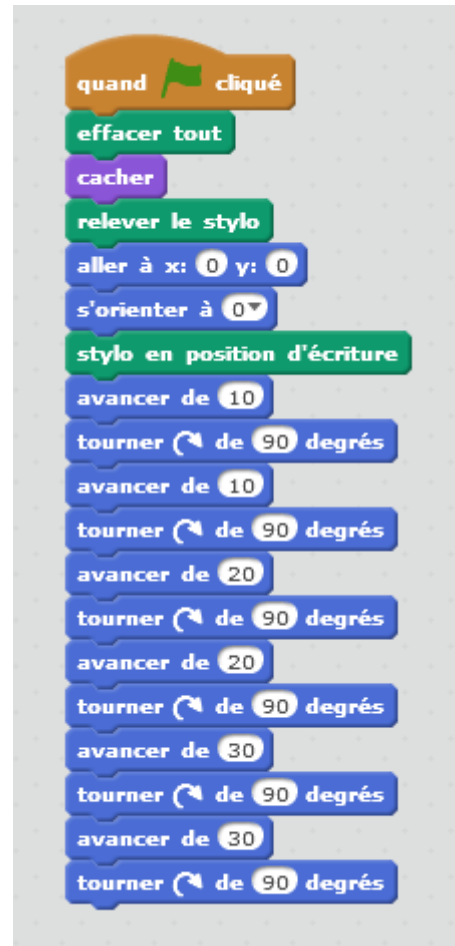 quand cliqué
effacer tout
cacher
relever le stylo
aller à x: 0 y: 0
s'orienter à 0
stylo en position d'écriture
avancer de 10
tourner de 90 degrés
avancer de 10
tourner de 90 degrés
avancer de 20
tourner de 90 degrés
avancer de 20
tourner de 90 degrés
avancer de 30
tourner de 90 degrés
avancer de 30
tourner de 90 degrés